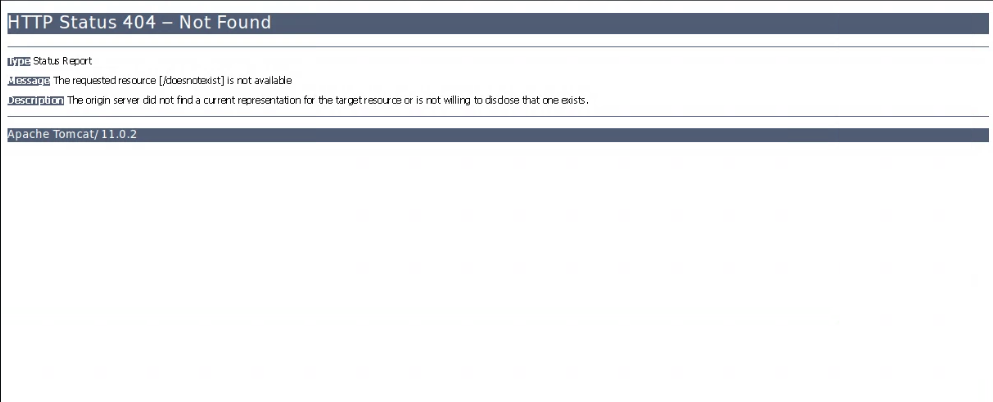 HTTP Status 404 – Not Found
Type Status Report
Message The requested resource [/doesnotexist] is not available
Description The origin server did not find a current representation for the target resource or is not willing to disclose that one exists.
Apache Tomcat/11.0.2